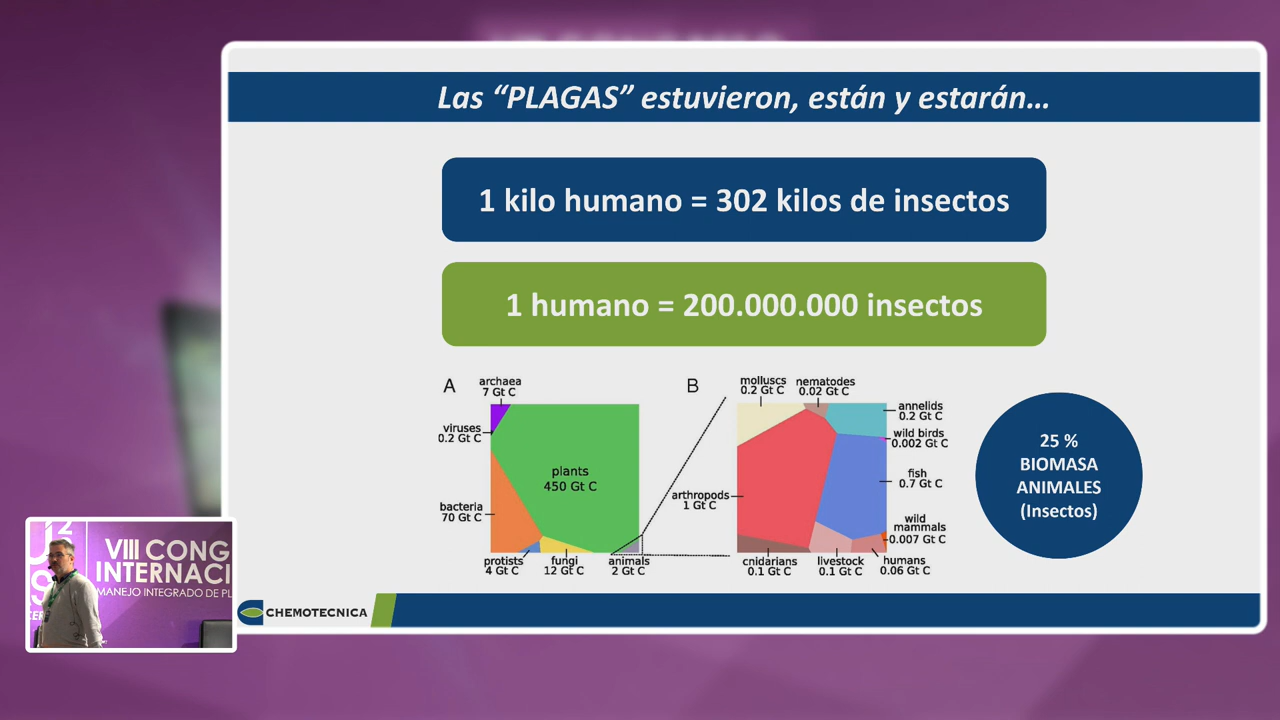 Las “PLAGAS” estuvieron, están y estarán...
1 kilo humano = 302 kilos de insectos
1 humano = 200.000.000 insectos
A
archaea
7 Gt C
viruses
0.2 Gt C
plants
450 Gt C
bacteria
70 Gt C
protists
4 Gt C
fungi
12 Gt C
animals
2 Gt C
B
molluscs
0.2 Gt C
nematodes
0.02 Gt C
annelids
0.2 Gt C
wild birds
0.002 Gt C
fish
0.7 Gt C
arthropods
1 Gt C
wild
mammals
0.007 Gt C
cnidarians
0.1 Gt C
livestock
0.1 Gt C
humans
0.06 Gt C
25 %
BIOMASA
ANIMALES
(Insectos)
CHEMOTECNICA
VIII CONG
INTERNACI
MANEJO INTEGRADO DE PL